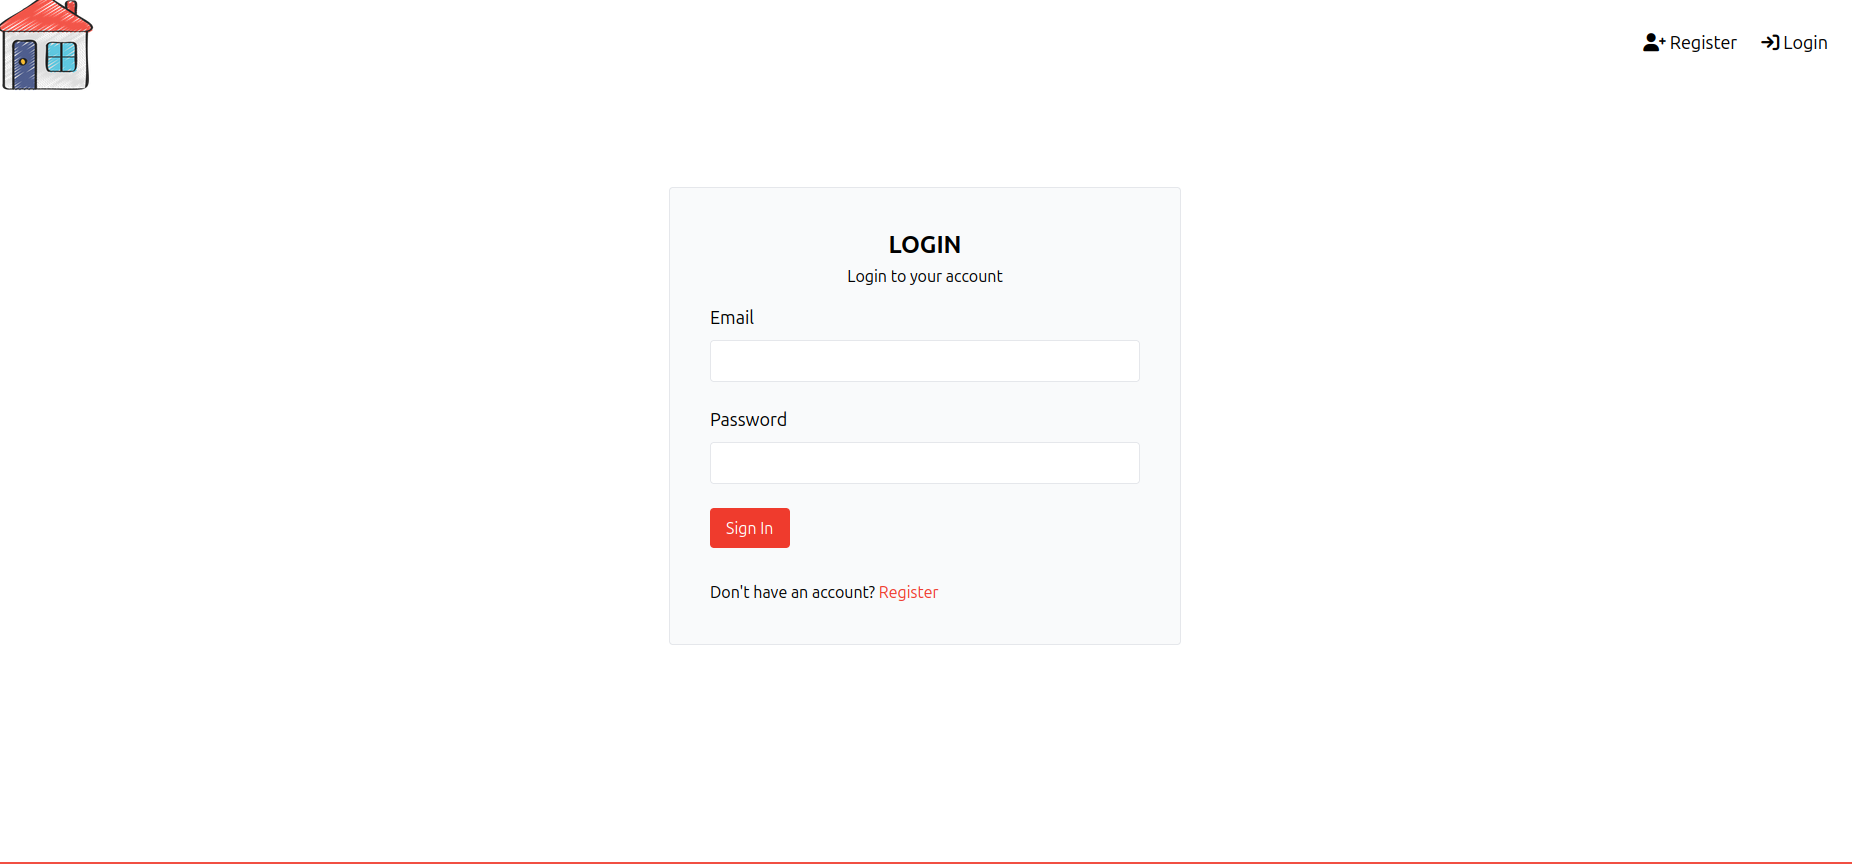 Register Login
LOGIN
Login to your account
Email
Password
Sign In
Don't have an account? Register